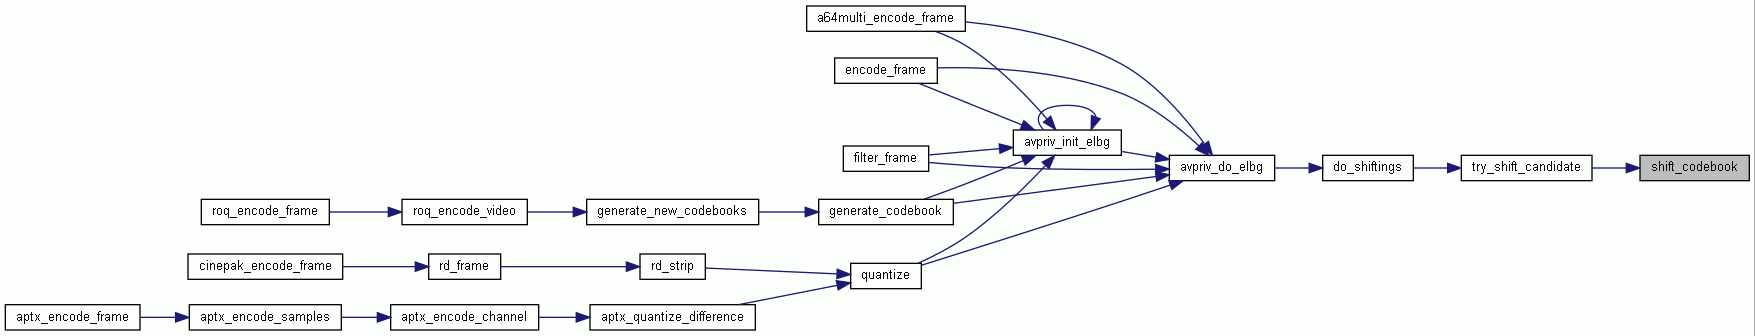 a64multi_encode_frame
encode_frame
avpriv_init_elbg
filter_frame
avpriv_do_elbg
do_shiftings
try_shift_candidate
shift_codebook
roq_encode_frame
roq_encode_video
generate_new_codebooks
generate_codebook
cinepak_encode_frame
rd_frame
rd_strip
quantize
aptx_encode_frame
aptx_encode_samples
aptx_encode_channel
aptx_quantize_difference